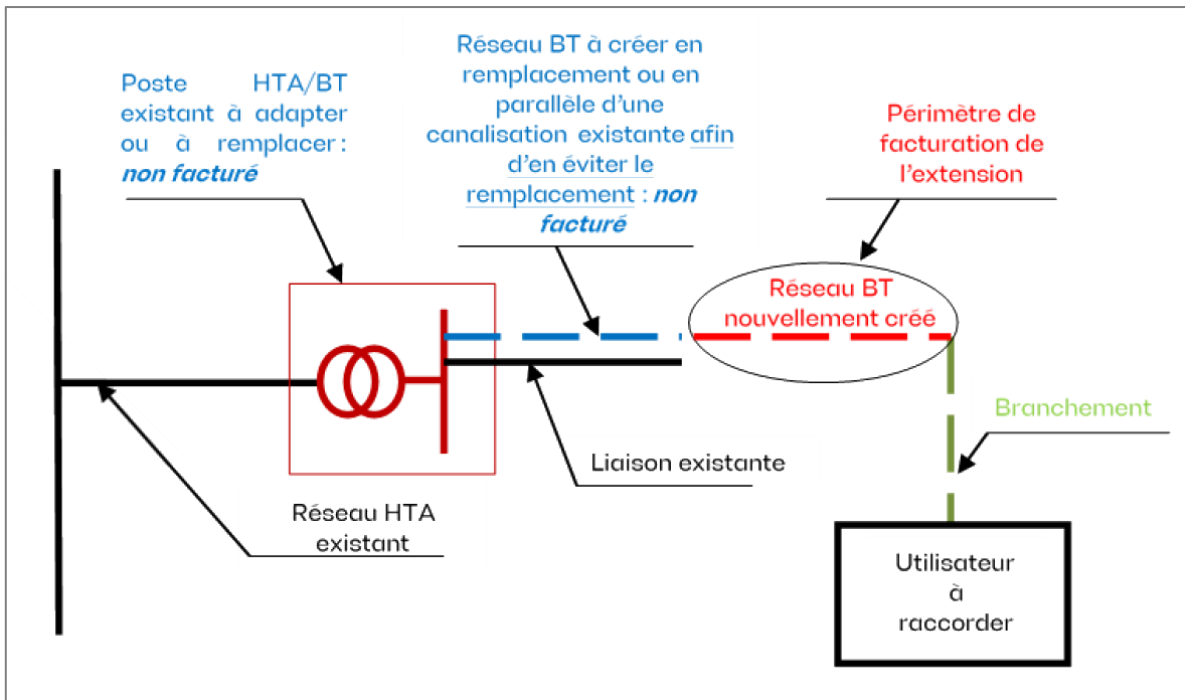 Poste HTA/BT
existant à adapter
ou à remplacer :
non facturé
Réseau BT à créer en
remplacement ou en
parallèle d’une
canalisation existante afin
d’en éviter le
remplacement : non
facturé
Périmètre de
facturation de
l’extension
Réseau BT
nouvellement créé
Branchement
Liaison existante
Réseau HTA
existant
Utilisateur
à
raccorder